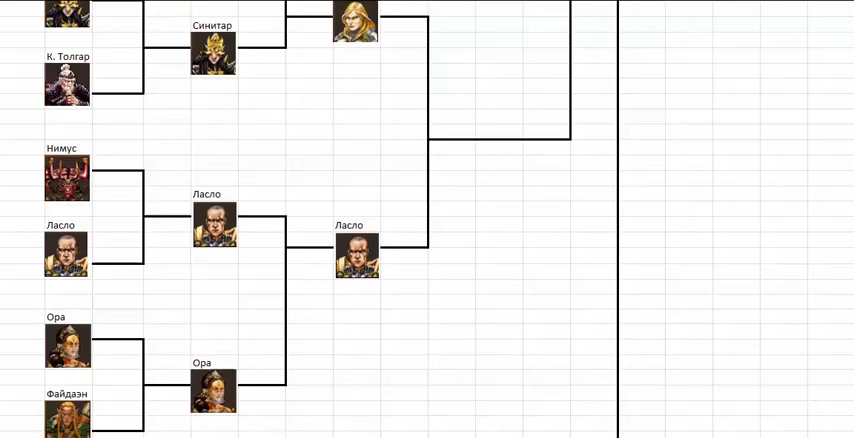 Синитар
К. Толгар
Нимус
Ласло
Ласло
Ласло
Ора
Ора
Файдаэн